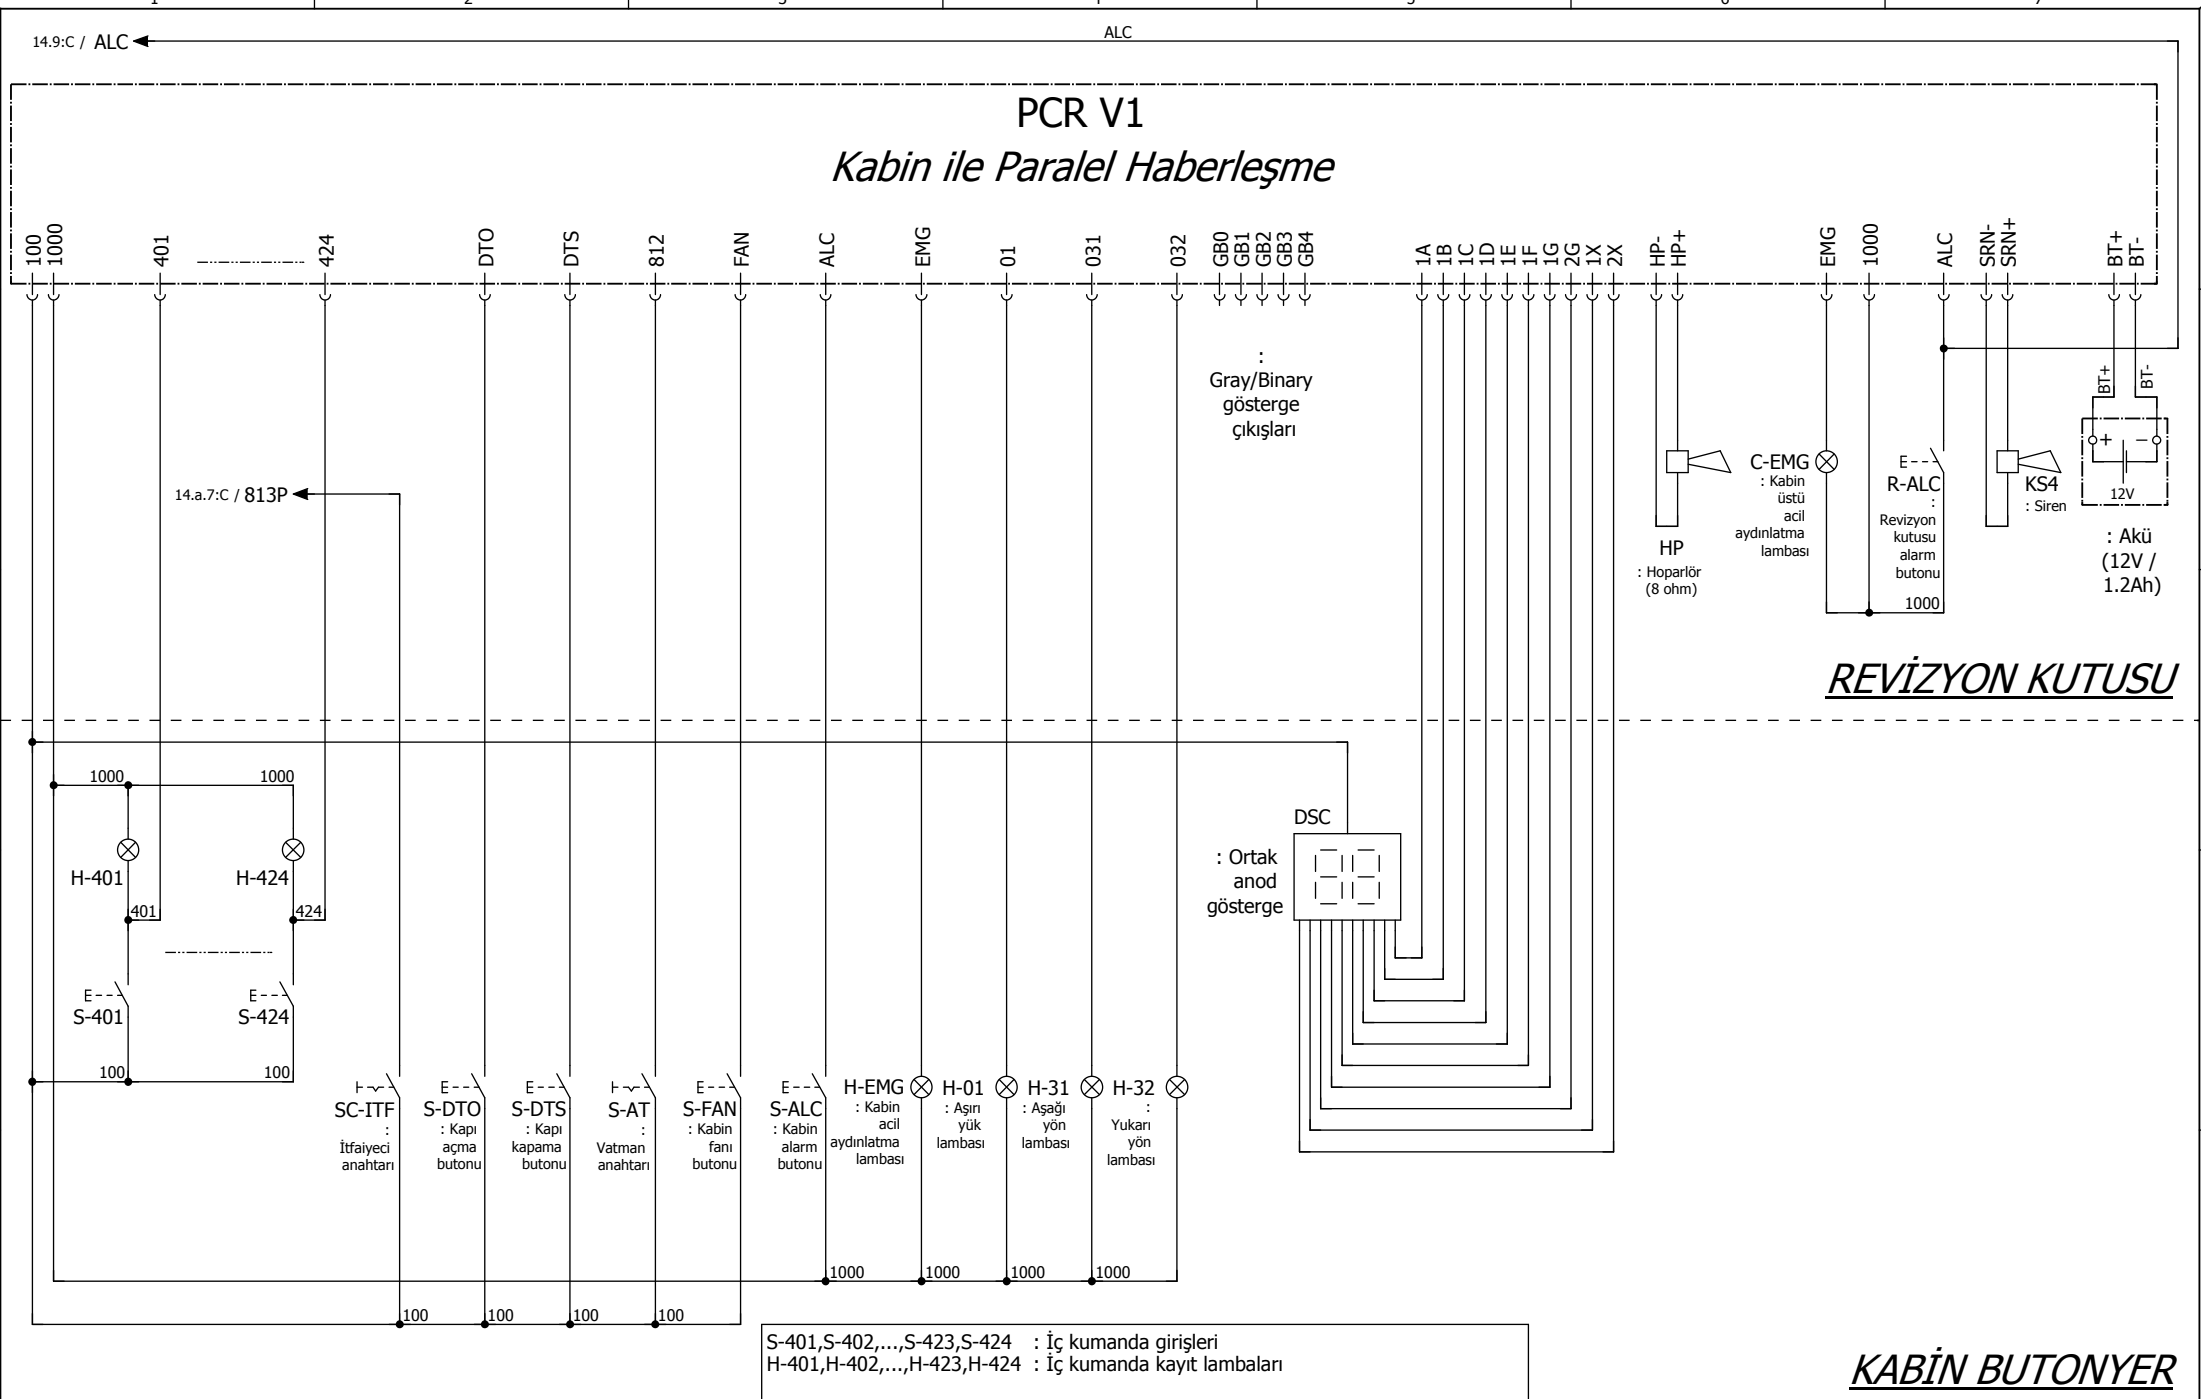 2
14.9:C / ALC
ALC
PCR V1
Kabin ile Paralel Haberleşme
100
1000
401
424
DTO
DTS
812
FAN
ALC
EMG
01
031
032
GB0
GB1
GB2
GB3
GB4
1A
1B
1C
1D
1E
1F
1G
2G
1X
2X
HP-
HP+
EMG
1000
ALC
SRN-
SRN+
BT+
BT-
:
Gray/Binary
gösterge
çıkışları
14.a.7:C / 813P
HP
: Hoparlör
(8 ohm)
C-EMG
: Kabin
üstü
acil
aydınlatma
lambası
R-ALC
:
Revizyon
kutusu
alarm
butonu
1000
KS4
: Siren
BT+
BT-
+
−
12V
: Akü
(12V /
1.2Ah)
REVİZYON KUTUSU
1000
1000
H-401
H-424
401
424
S-401
S-424
100
100
DSC
: Ortak
anod
gösterge
SC-ITF
:
İtfaiyeci
anahtarı
S-DTO
: Kapı
açma
butonu
S-DTS
: Kapı
kapama
butonu
S-AT
:
Vatman
anahtarı
S-FAN
: Kabin
fanı
butonu
S-ALC
: Kabin
alarm
butonu
H-EMG
: Kabin
acil
aydınlatma
lambası
H-01
: Aşırı
yük
lambası
H-31
: Aşağı
yön
lambası
H-32
:
Yukarı
yön
lambası
1000
1000
1000
1000
100
100
100
100
S-401,S-402,...,S-423,S-424 : İç kumanda girişleri
H-401,H-402,...,H-423,H-424 : İç kumanda kayıt lambaları
KABİN BUTONYER